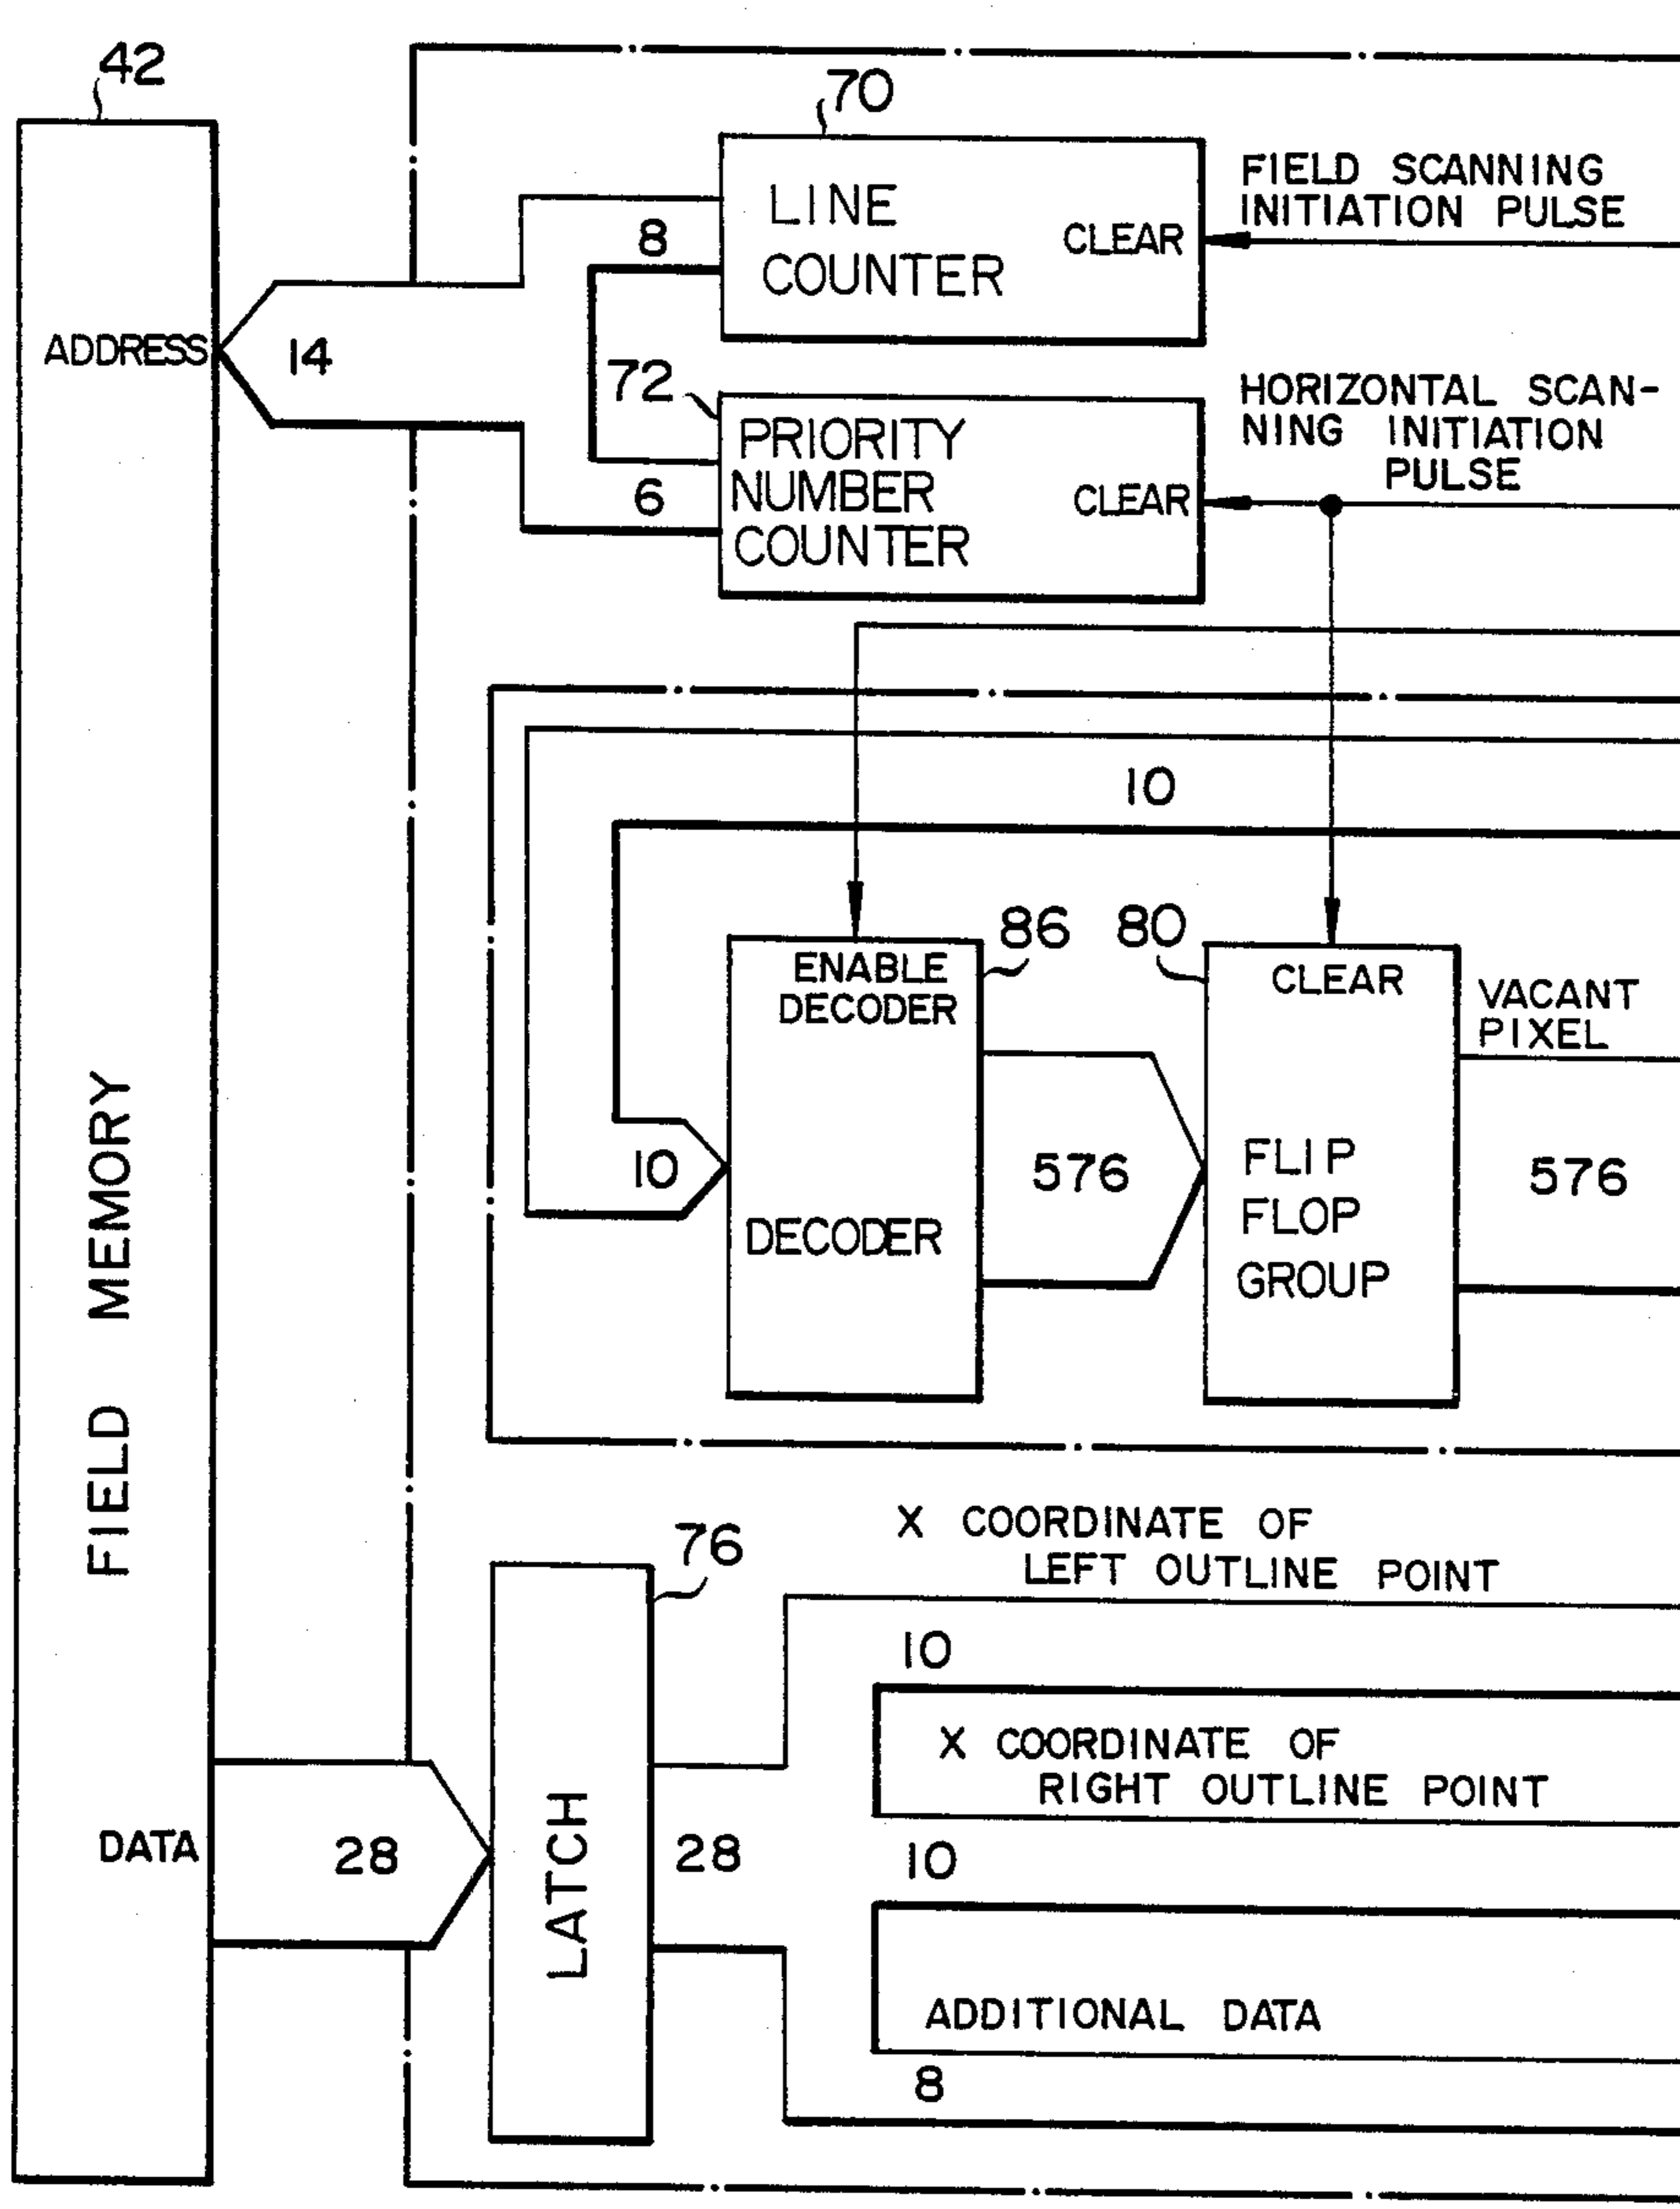 42
70
LINE
COUNTER
CLEAR
FIELD SCANNING
INITIATION PULSE
8
ADDRESS
14
72
PRIORITY
NUMBER
COUNTER
CLEAR
HORIZONTAL SCAN-
NING INITIATION
PULSE
6
10
86
80
ENABLE
DECODER
CLEAR
VACANT
PIXEL
10
DECODER
576
FLIP
FLOP
GROUP
576
FIELD MEMORY
76
X COORDINATE OF
LEFT OUTLINE POINT
10
X COORDINATE OF
RIGHT OUTLINE POINT
DATA
28
LATCH
28
10
ADDITIONAL DATA
8